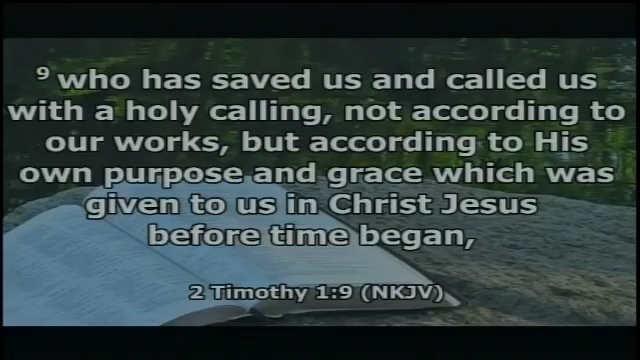 9 who has saved us and called us
with a holy calling, not according to
our works, but according to His
own purpose and grace which was
given to us in Christ Jesus
before time began,
2 Timothy 1:9 (NKJV)